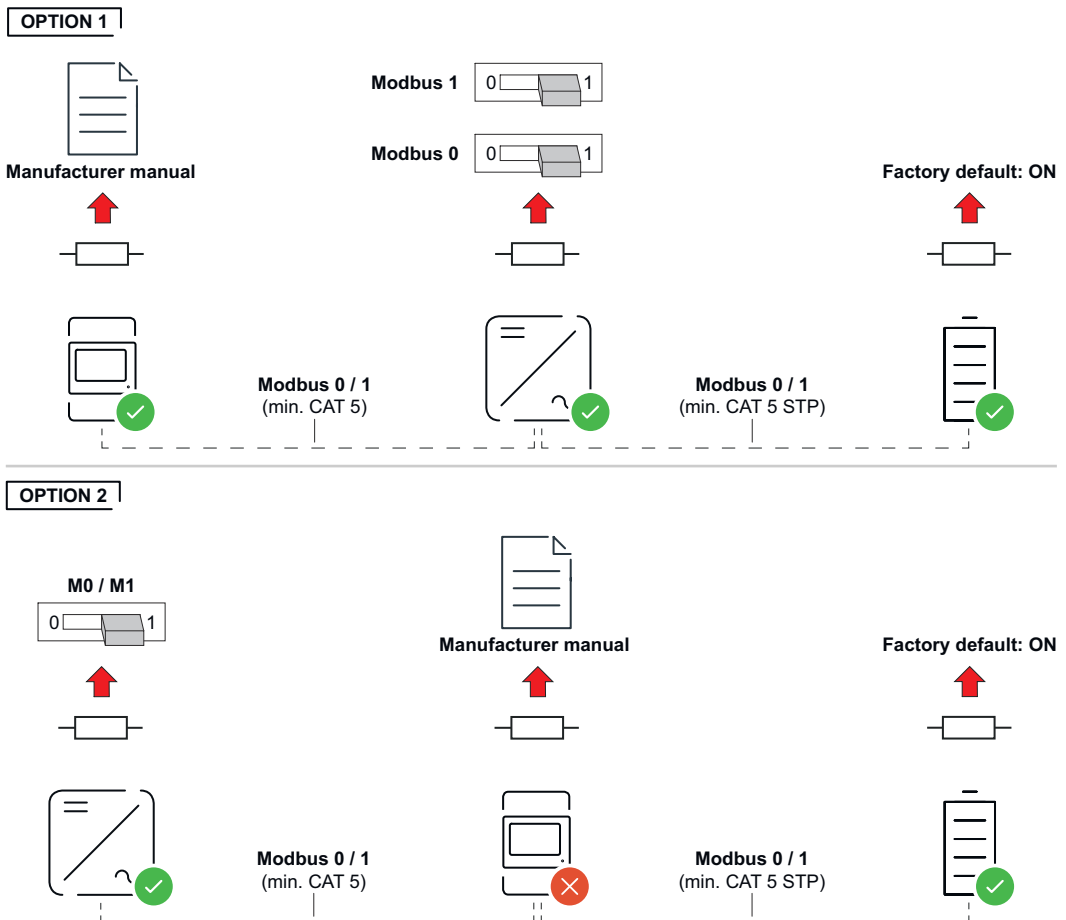 OPTION 1
Modbus 1 0 1
Modbus 0 0 1
Manufacturer manual
Factory default: ON
Modbus 0 / 1
(min. CAT 5)
Modbus 0 / 1
(min. CAT 5 STP)
OPTION 2
M0 / M1
0 1
Manufacturer manual
Factory default: ON
Modbus 0 / 1
(min. CAT 5)
Modbus 0 / 1
(min. CAT 5 STP)